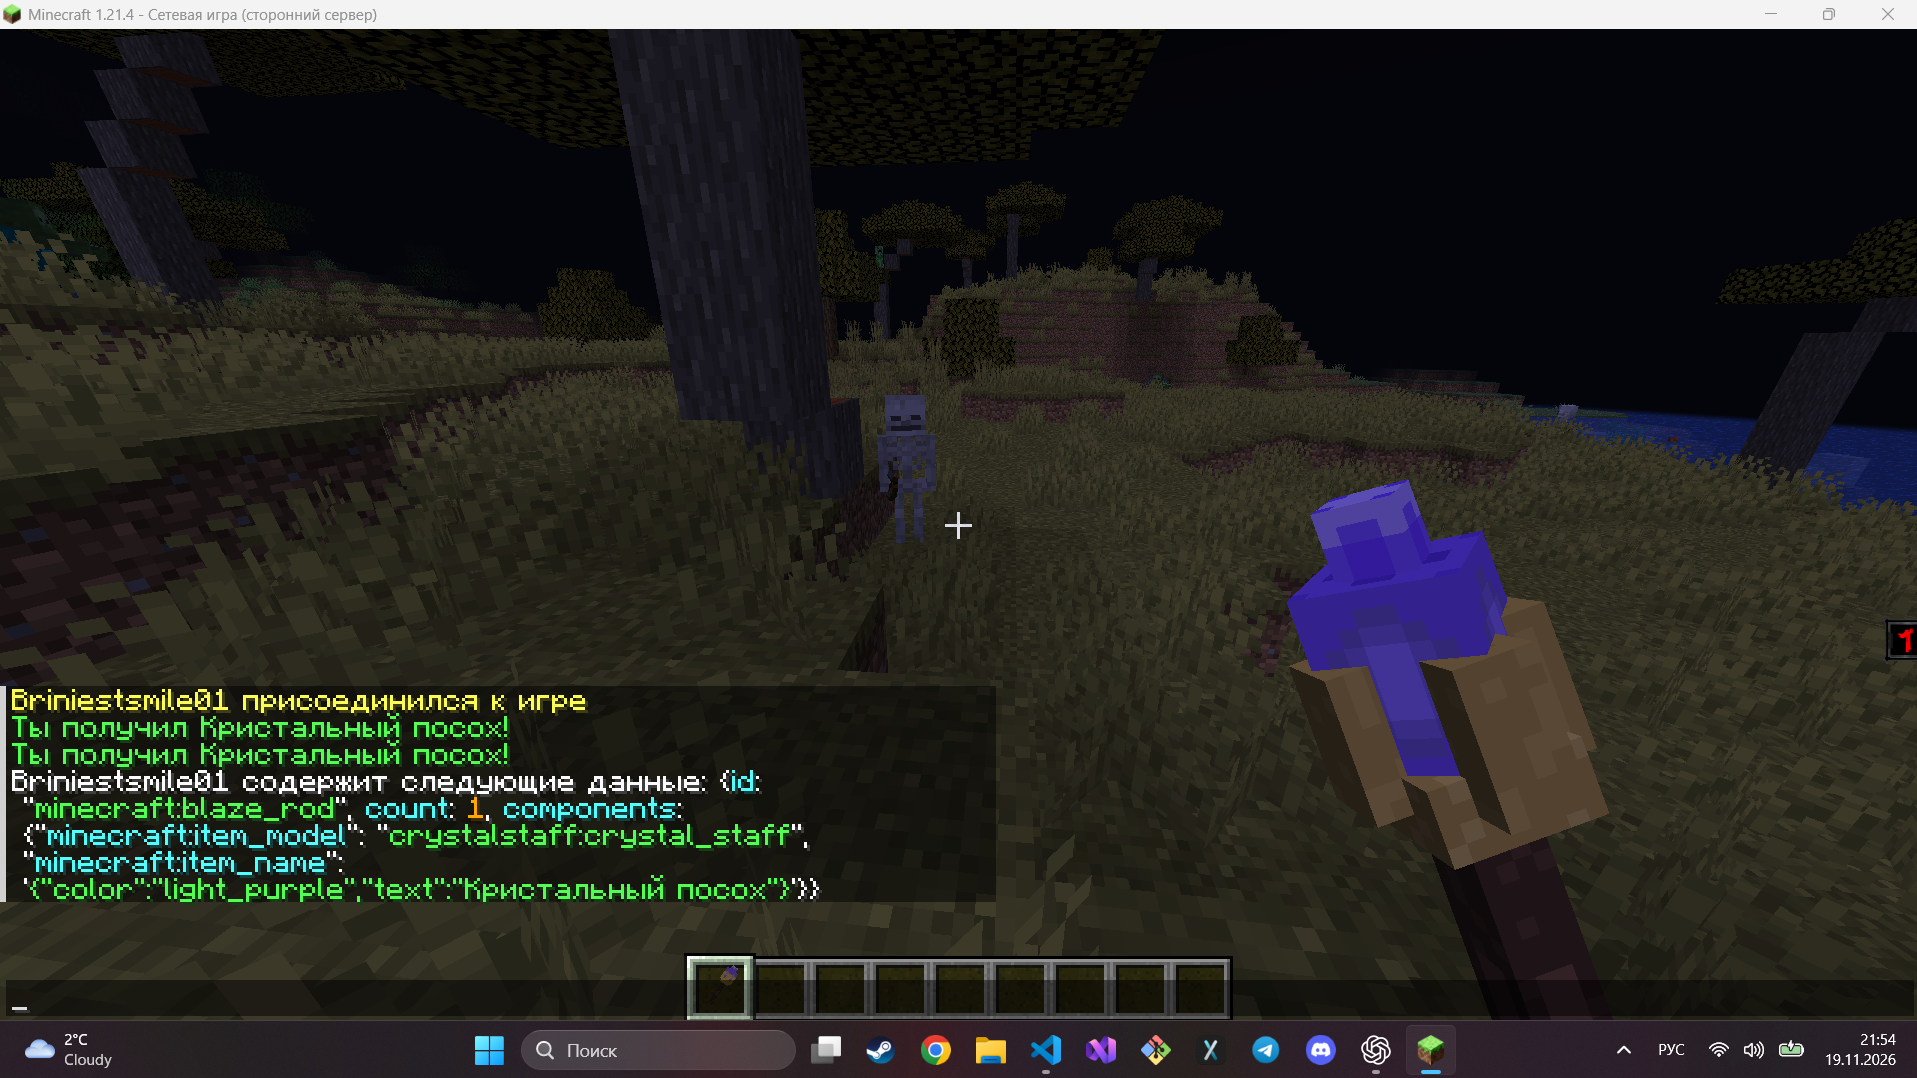 Minecraft 1.21.4 - Сетевая игра (сторонний сервер)
Briniestsmile01 присоединился к игре
Ты получил Кристальный посох!
Ты получил Кристальный посох!
Briniestsmile01 содержит следующие данные: {id:
"minecraft:blaze_rod", count: 1, components:
{"minecraft:item_model": "crystalstaff:crystal_staff",
"minecraft:item_name":
'{"color":"light_purple","text":"Кристальный посох"}'}}
_
2°C
Cloudy
Поиск
РУС
21:54
19.11.2026